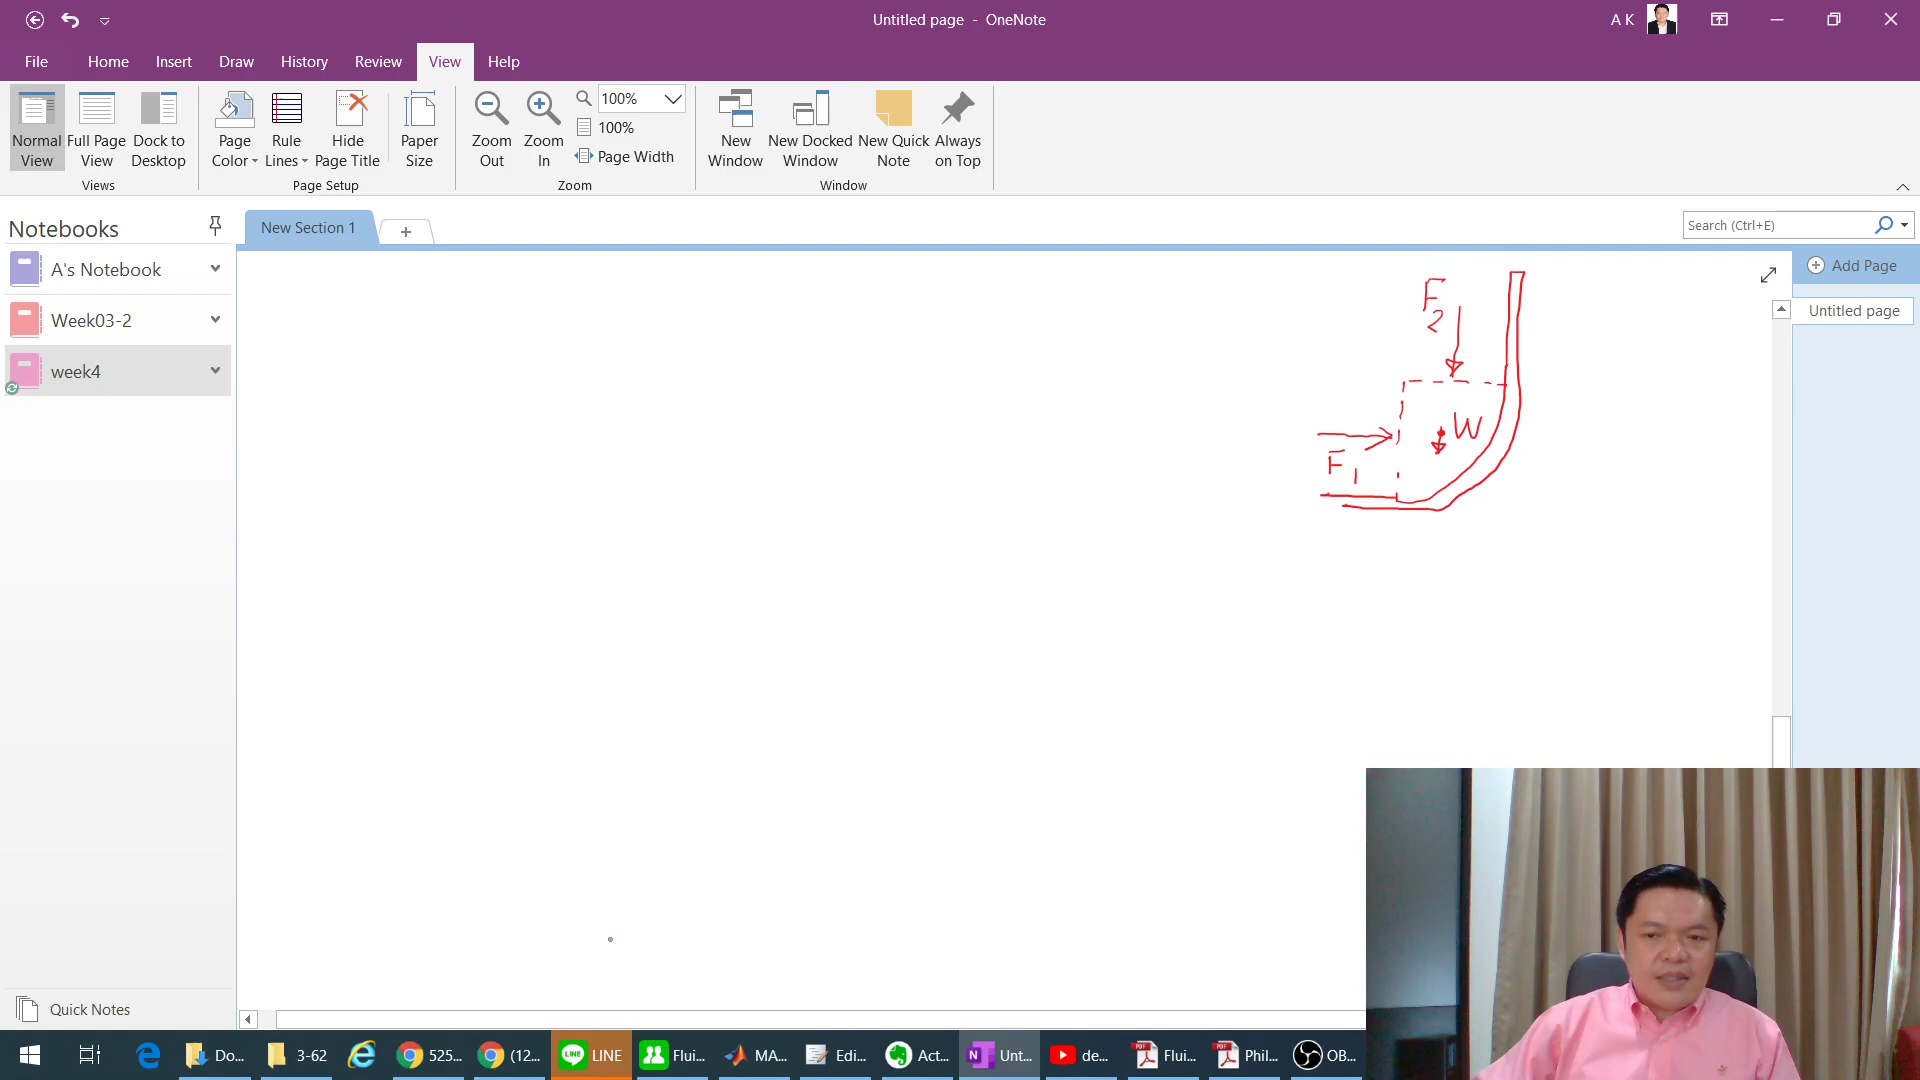 Untitled page - OneNote
A K
File
Home
Insert
Draw
History
Review
View
Help
Normal View
Full Page View
Dock to Desktop
Views
Page Color
Rule Lines
Hide Page Title
Paper Size
Page Setup
Zoom Out
Zoom In
100%
100%
Page Width
Zoom
New Window
New Docked Window
New Quick Note
Always on Top
Window
Notebooks
New Section 1
+
Search (Ctrl+E)
A's Notebook
Add Page
Week03-2
Untitled page
week4
F2
W
F1
Quick Notes
Do...
3-62
525...
(12...
LINE
Flui...
MA...
Edi...
Act...
N
Unt...
de...
Flui...
Phil...
OB...